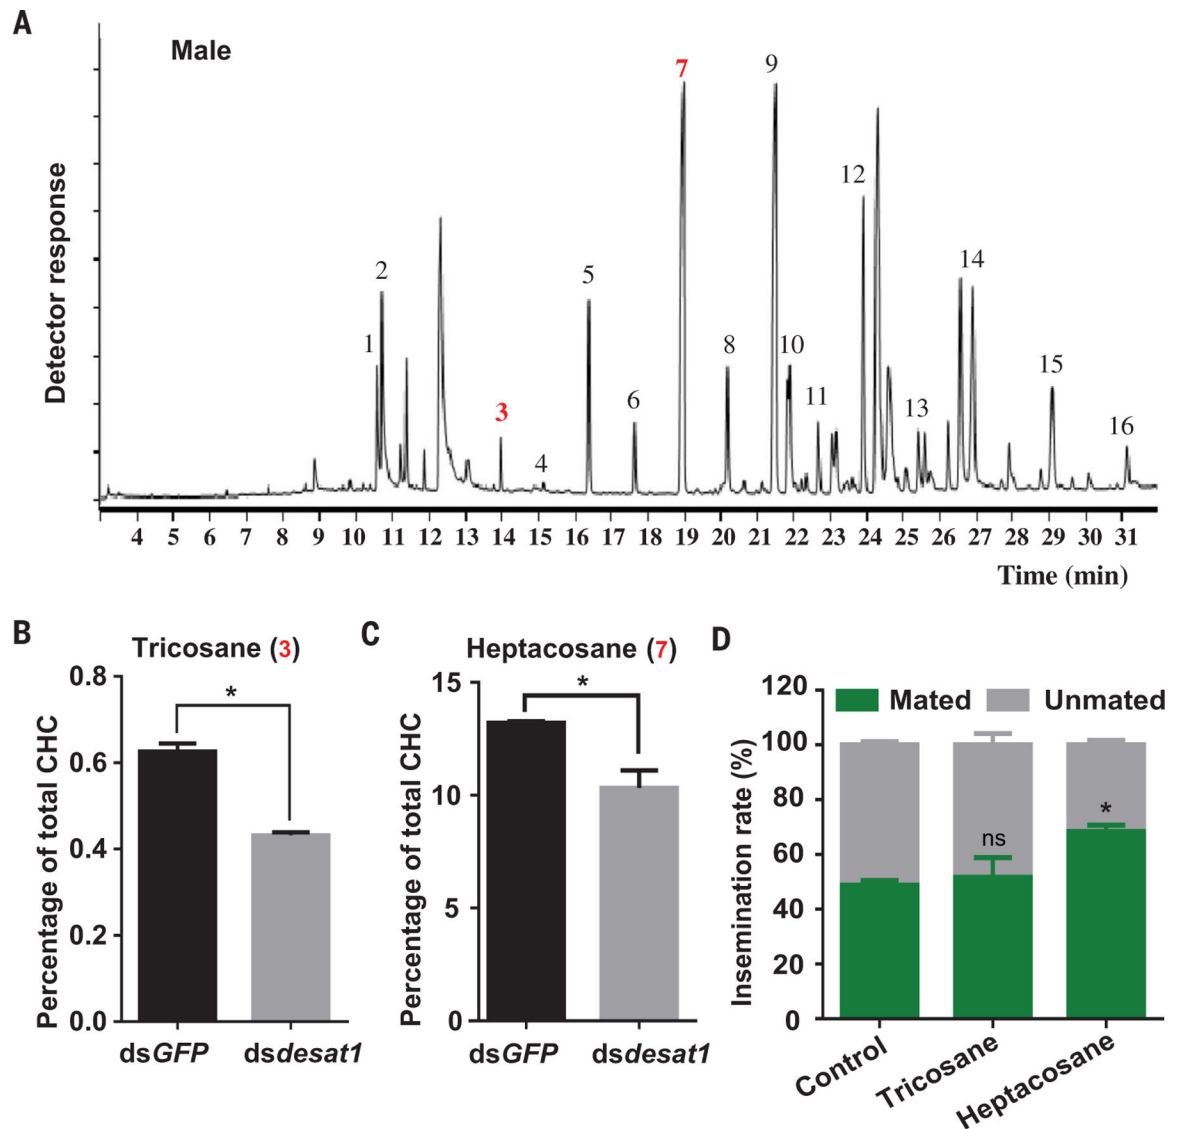 A
Male
Detector response
1
2
3
4
5
6
7
8
9
10
11
12
13
14
15
16
4 5 6 7 8 9 10 11 12 13 14 15 16 17 18 19 20 21 22 23 24 25 26 27 28 29 30 31
Time (min)
B
Tricosane (3)
Percentage of total CHC
0.8
0.6
0.4
0.2
0.0
*
dsGFP dsdesat1
C
Heptacosane (7)
Percentage of total CHC
15
10
5
0
*
dsGFP dsdesat1
D
Mated Unmated
Insemination rate (%)
120
100
80
60
40
20
0
ns
*
Control
Tricosane
Heptacosane